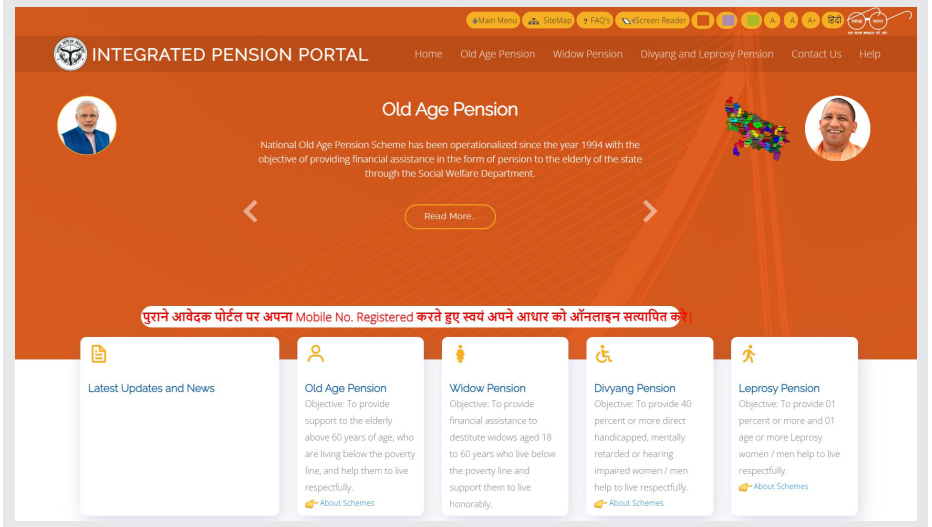 Main Menu SiteMap ? FAQ's Screen Reader A- A A+ हिंदी
INTEGRATED PENSION PORTAL
Home Old Age Pension Widow Pension Divyang and Leprosy Pension Contact Us Help
Old Age Pension
National Old Age Pension Scheme has been operationalized since the year 1994 with the
objective of providing financial assistance in the form of pension to the elderly of the state
through the Social Welfare Department.
Read More..
पुराने आवेदक पोर्टल पर अपना Mobile No. Registered करते हुए स्वयं अपने आधार को ऑनलाइन सत्यापित करें
Latest Updates and News
Old Age Pension
Objective: To provide
support to the elderly
above 60 years of age, who
are living below the poverty
line, and help them to live
respectfully.
About Schemes
Widow Pension
Objective: To provide
financial assistance to
destitute widows aged 18
to 60 years who live below
the poverty line and
support them to live
honorably.
Divyang Pension
Objective: To provide 40
percent or more direct
handicapped, mentally
retarded or hearing
impaired women / men
help to live respectfully.
About Schemes
Leprosy Pension
Objective: To provide 01
percent or more and 01
age or more Leprosy
women / men help to live
respectfully.
About Schemes